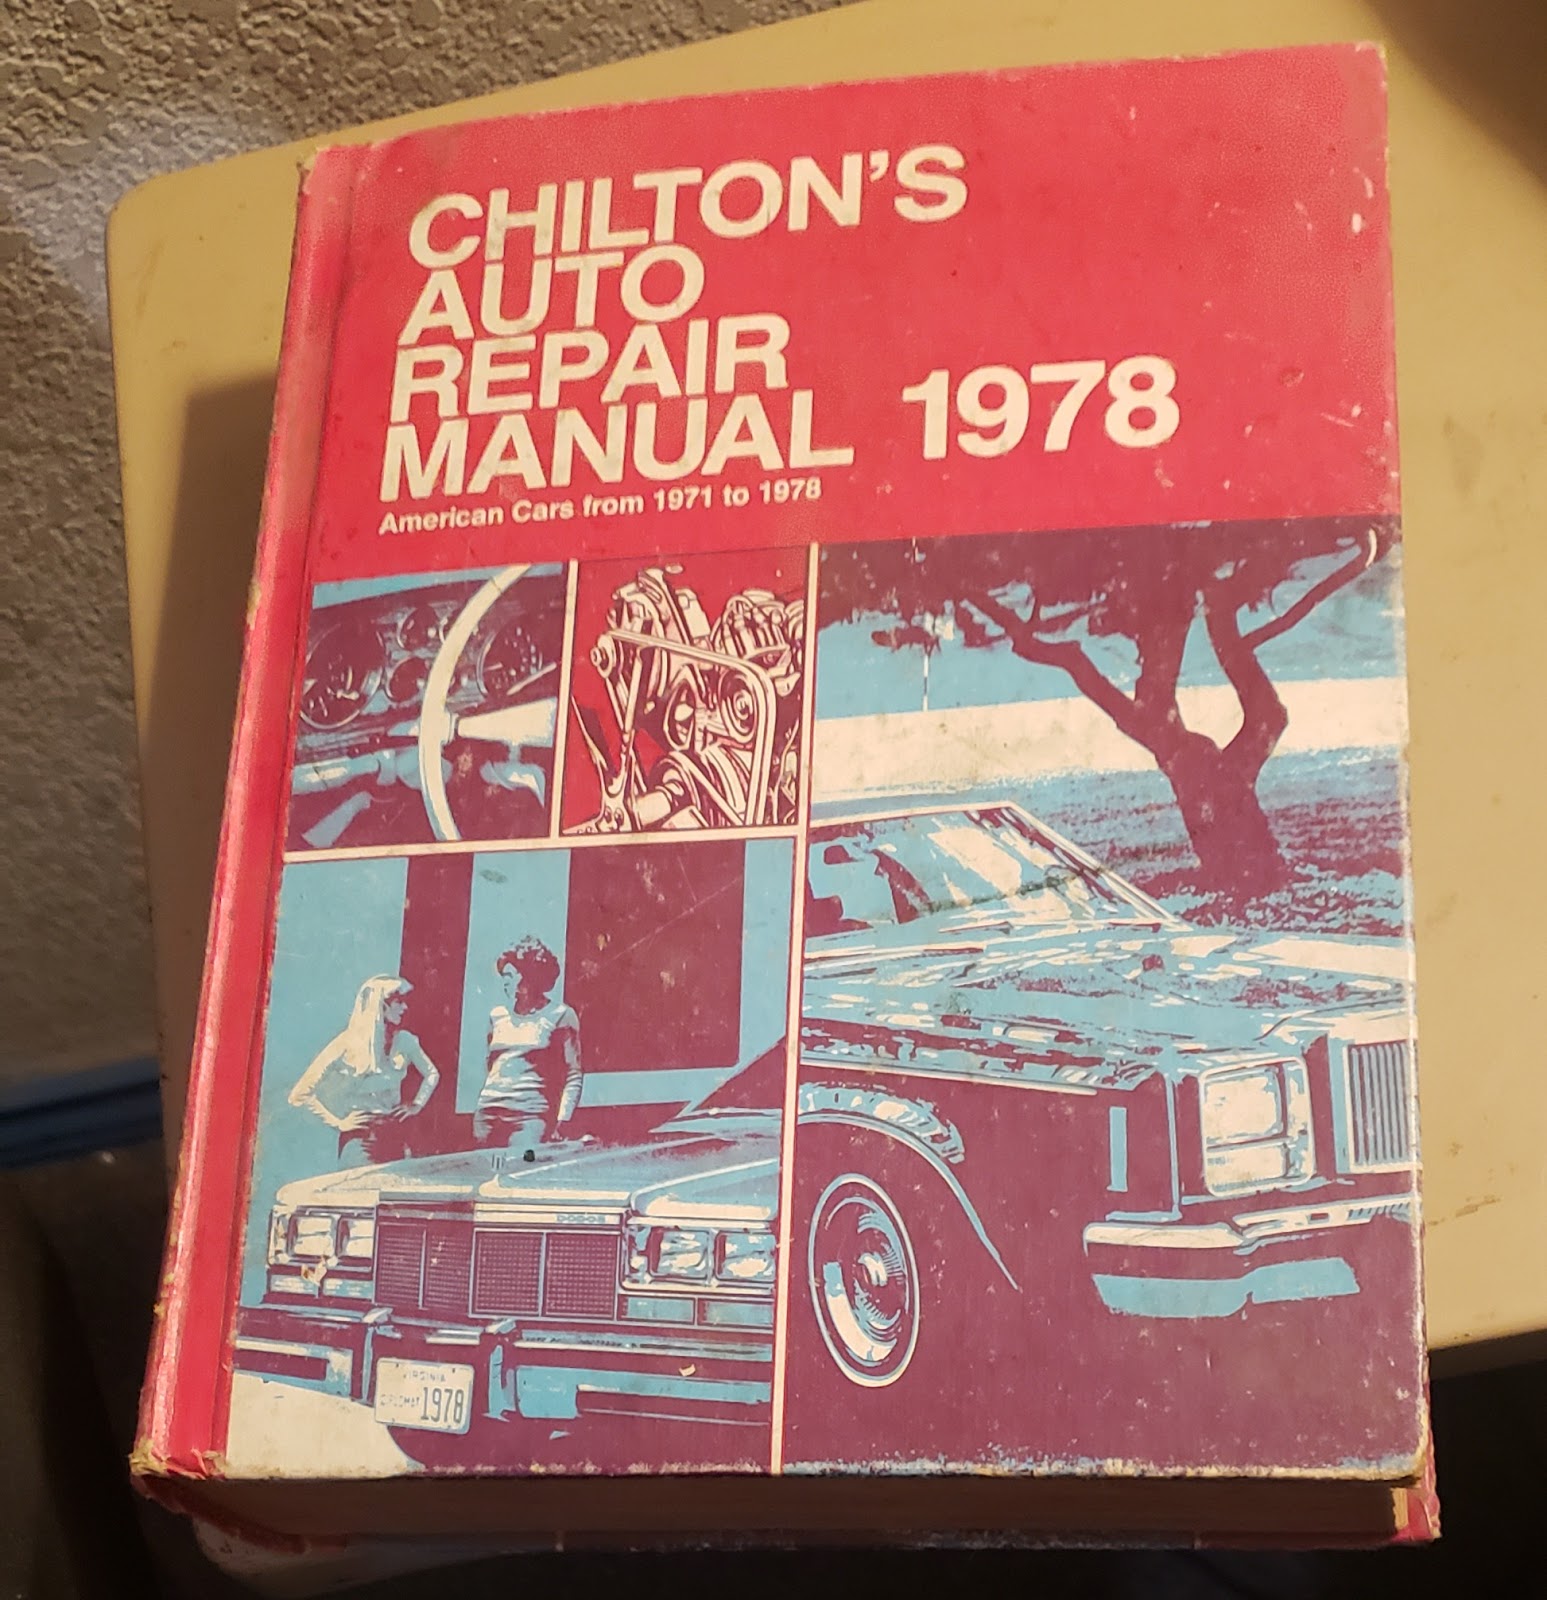 CHILTON'S
AUTO
REPAIR
MANUAL 1978
American Cars from 1971 to 1978
DODGE
VIRGINIA
DIPLOMAT 1978